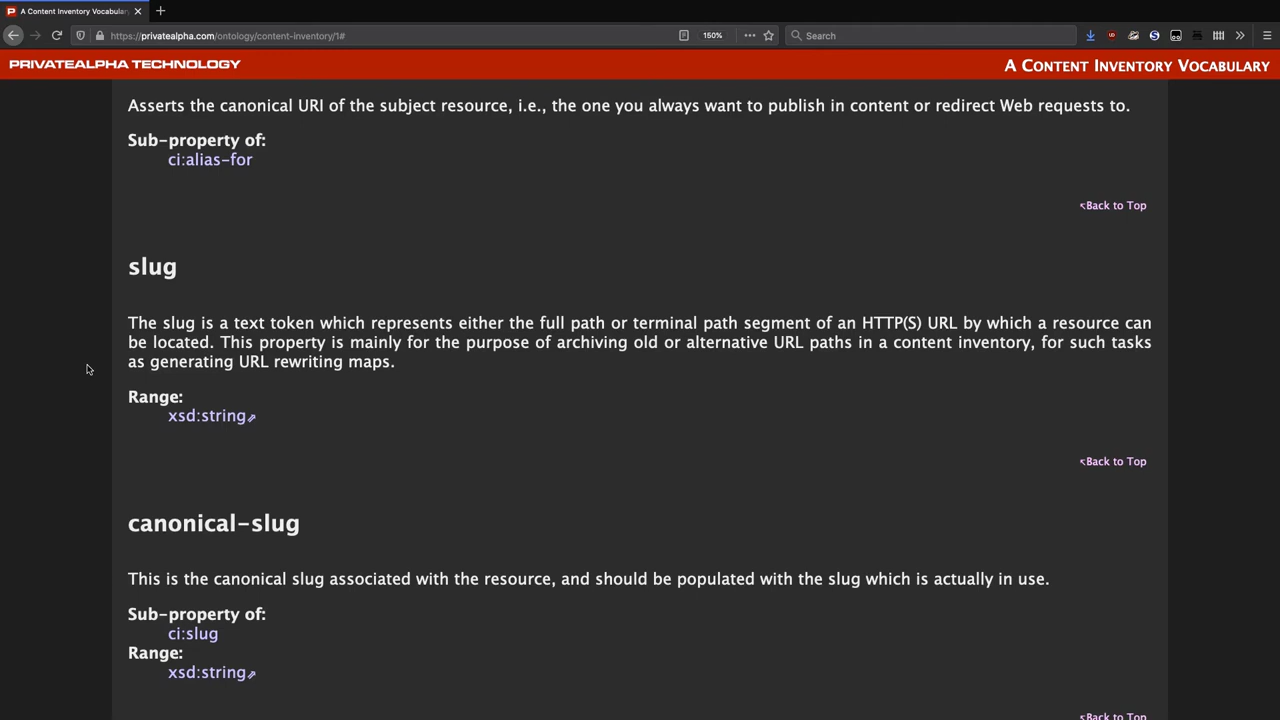 A Content Inventory Vocabulary
https://privatealpha.com/ontology/content-inventory/1#
150%
Search
PRIVATEALPHA TECHNOLOGY
A Content Inventory Vocabulary
Asserts the canonical URI of the subject resource, i.e., the one you always want to publish in content or redirect Web requests to.
Sub-property of:
ci:alias-for
↖Back to Top
slug
The slug is a text token which represents either the full path or terminal path segment of an HTTP(S) URL by which a resource can
be located. This property is mainly for the purpose of archiving old or alternative URL paths in a content inventory, for such tasks
as generating URL rewriting maps.
Range:
xsd:string⇗
↖Back to Top
canonical-slug
This is the canonical slug associated with the resource, and should be populated with the slug which is actually in use.
Sub-property of:
ci:slug
Range:
xsd:string⇗
↖Back to Top